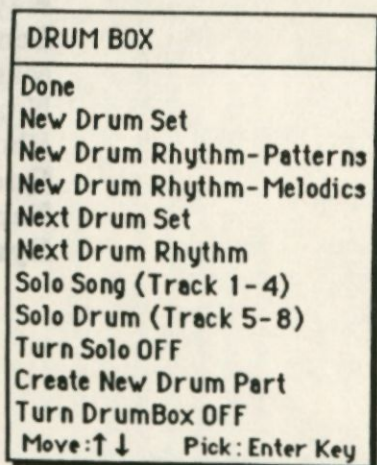 DRUM BOX
Done
New Drum Set
New Drum Rhythm-Patterns
New Drum Rhythm-Melodics
Next Drum Set
Next Drum Rhythm
Solo Song (Track 1-4)
Solo Drum (Track 5-8)
Turn Solo OFF
Create New Drum Part
Turn DrumBox OFF
Move:↑↓ Pick: Enter Key